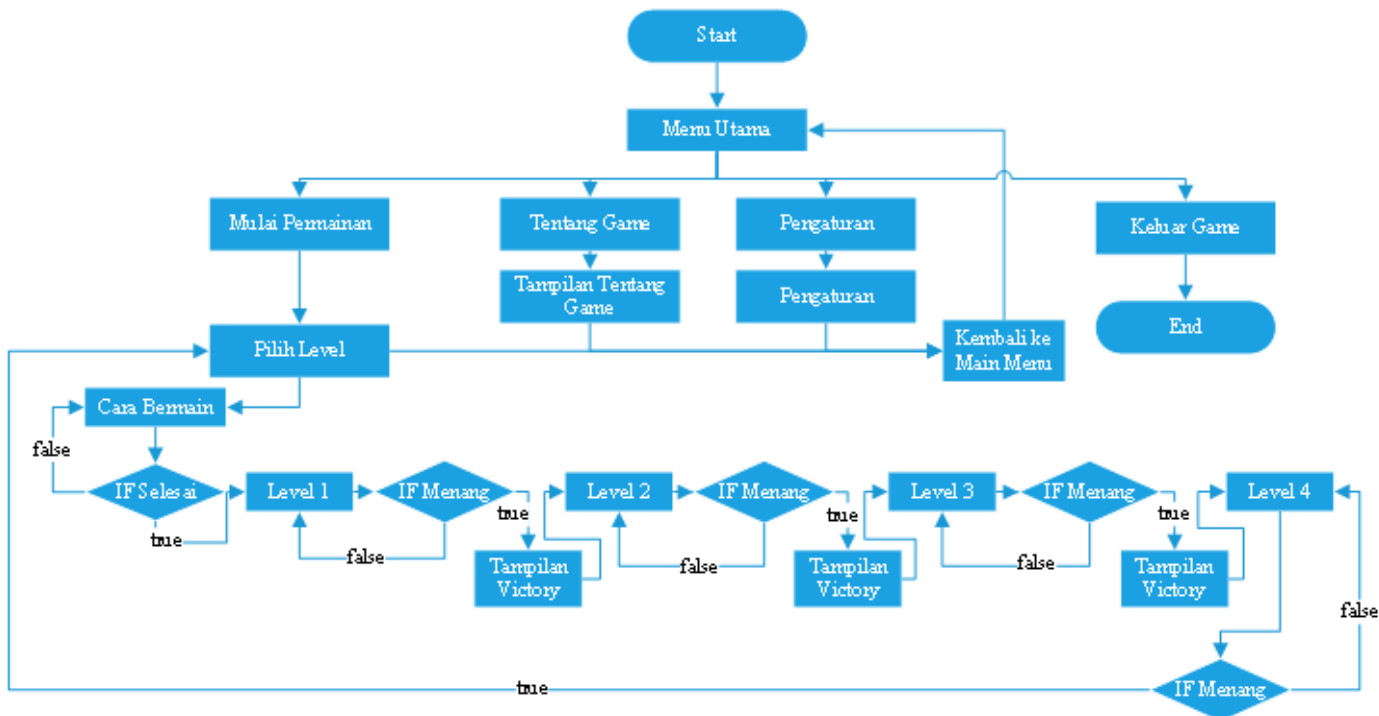 Start
Menu Utama
Mulai Permainan
Tentang Game
Pengaturan
Keluar Game
Tampilan Tentang
Game
Pengaturan
End
Pilih Level
Kembali ke
Main Menu
Cara Bermain
false
IF Selesai
true
Level 1
IF Menang
true
false
Tampilan
Victory
Level 2
IF Menang
true
false
Tampilan
Victory
Level 3
IF Menang
true
false
Tampilan
Victory
Level 4
false
IF Menang
true